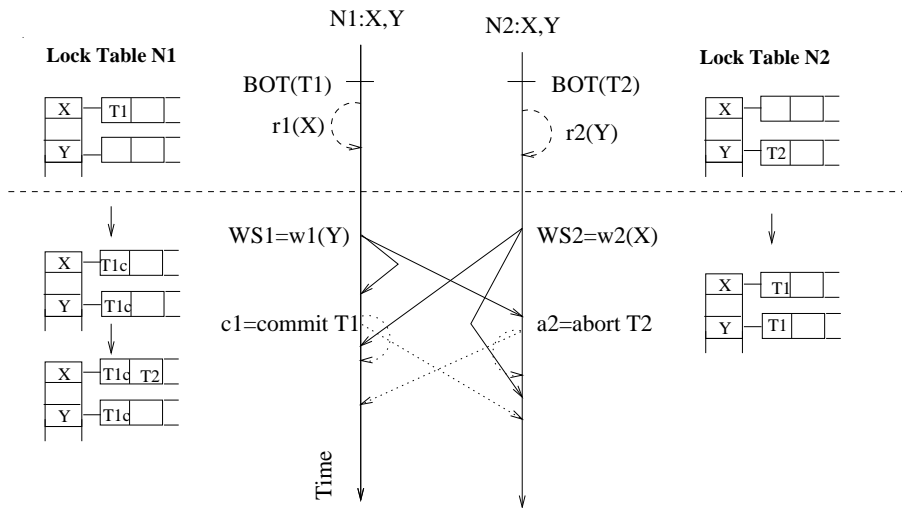 N1:X,Y
N2:X,Y
Lock Table N1
Lock Table N2
BOT(T1)
BOT(T2)
X T1
Y
r1(X)
r2(Y)
X
Y T2
WS1=w1(Y)
WS2=w2(X)
X T1c
Y T1c
X T1
Y T1
c1=commit T1
a2=abort T2
X T1c T2
Y T1c
Time